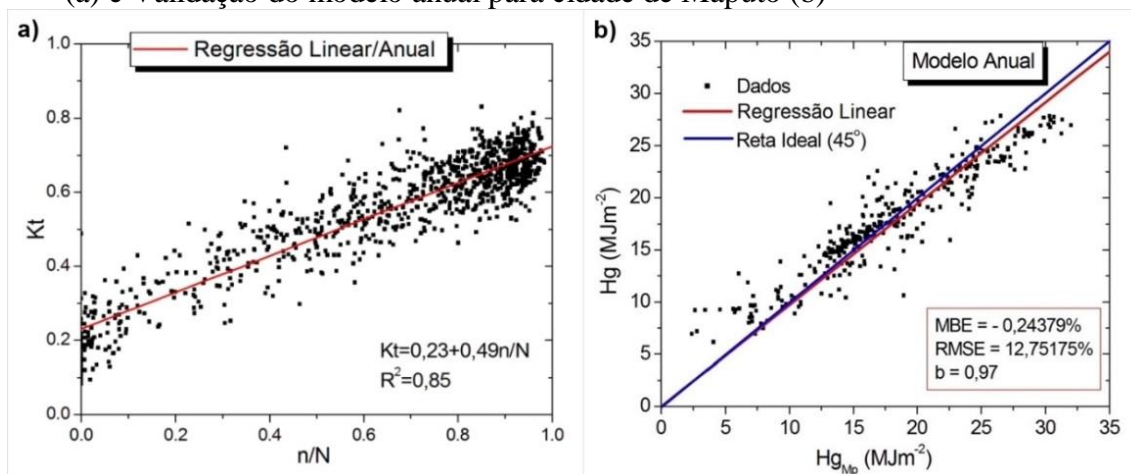 (a) e Validação do modelo anual para cidade de Maputo (b)
a)
Regressão Linear/Anual
1.0
0.8
0.6
0.4
0.2
0.0
Kt
Kt=0,23+0,49n/N
R²=0,85
0.0 0.2 0.4 0.6 0.8 1.0
n/N
b)
Modelo Anual
Dados
Regressão Linear
Reta Ideal (45°)
35
30
25
20
15
10
5
0
Hg (MJm⁻²)
MBE = - 0,24379%
RMSE = 12,75175%
b = 0,97
0 5 10 15 20 25 30 35
Hg_Mp (MJm⁻²)